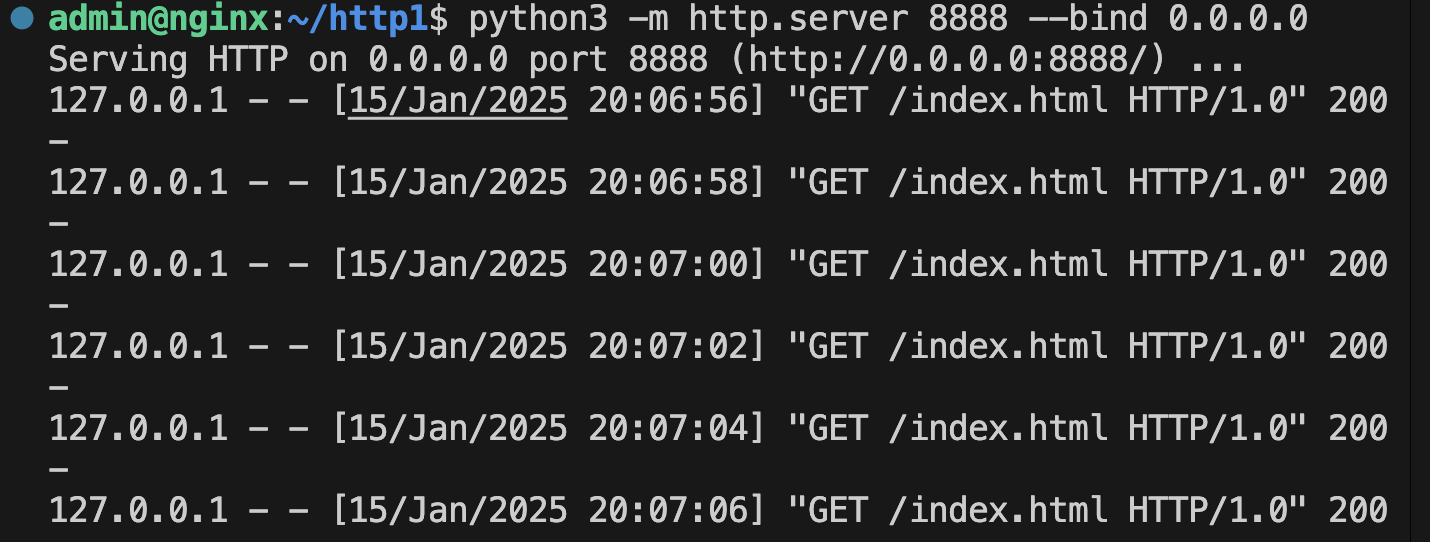 admin@nginx:~/http1$ python3 -m http.server 8888 --bind 0.0.0.0
Serving HTTP on 0.0.0.0 port 8888 (http://0.0.0.0:8888/) ...
127.0.0.1 - - [15/Jan/2025 20:06:56] "GET /index.html HTTP/1.0" 200
-
127.0.0.1 - - [15/Jan/2025 20:06:58] "GET /index.html HTTP/1.0" 200
-
127.0.0.1 - - [15/Jan/2025 20:07:00] "GET /index.html HTTP/1.0" 200
-
127.0.0.1 - - [15/Jan/2025 20:07:02] "GET /index.html HTTP/1.0" 200
-
127.0.0.1 - - [15/Jan/2025 20:07:04] "GET /index.html HTTP/1.0" 200
-
127.0.0.1 - - [15/Jan/2025 20:07:06] "GET /index.html HTTP/1.0" 200